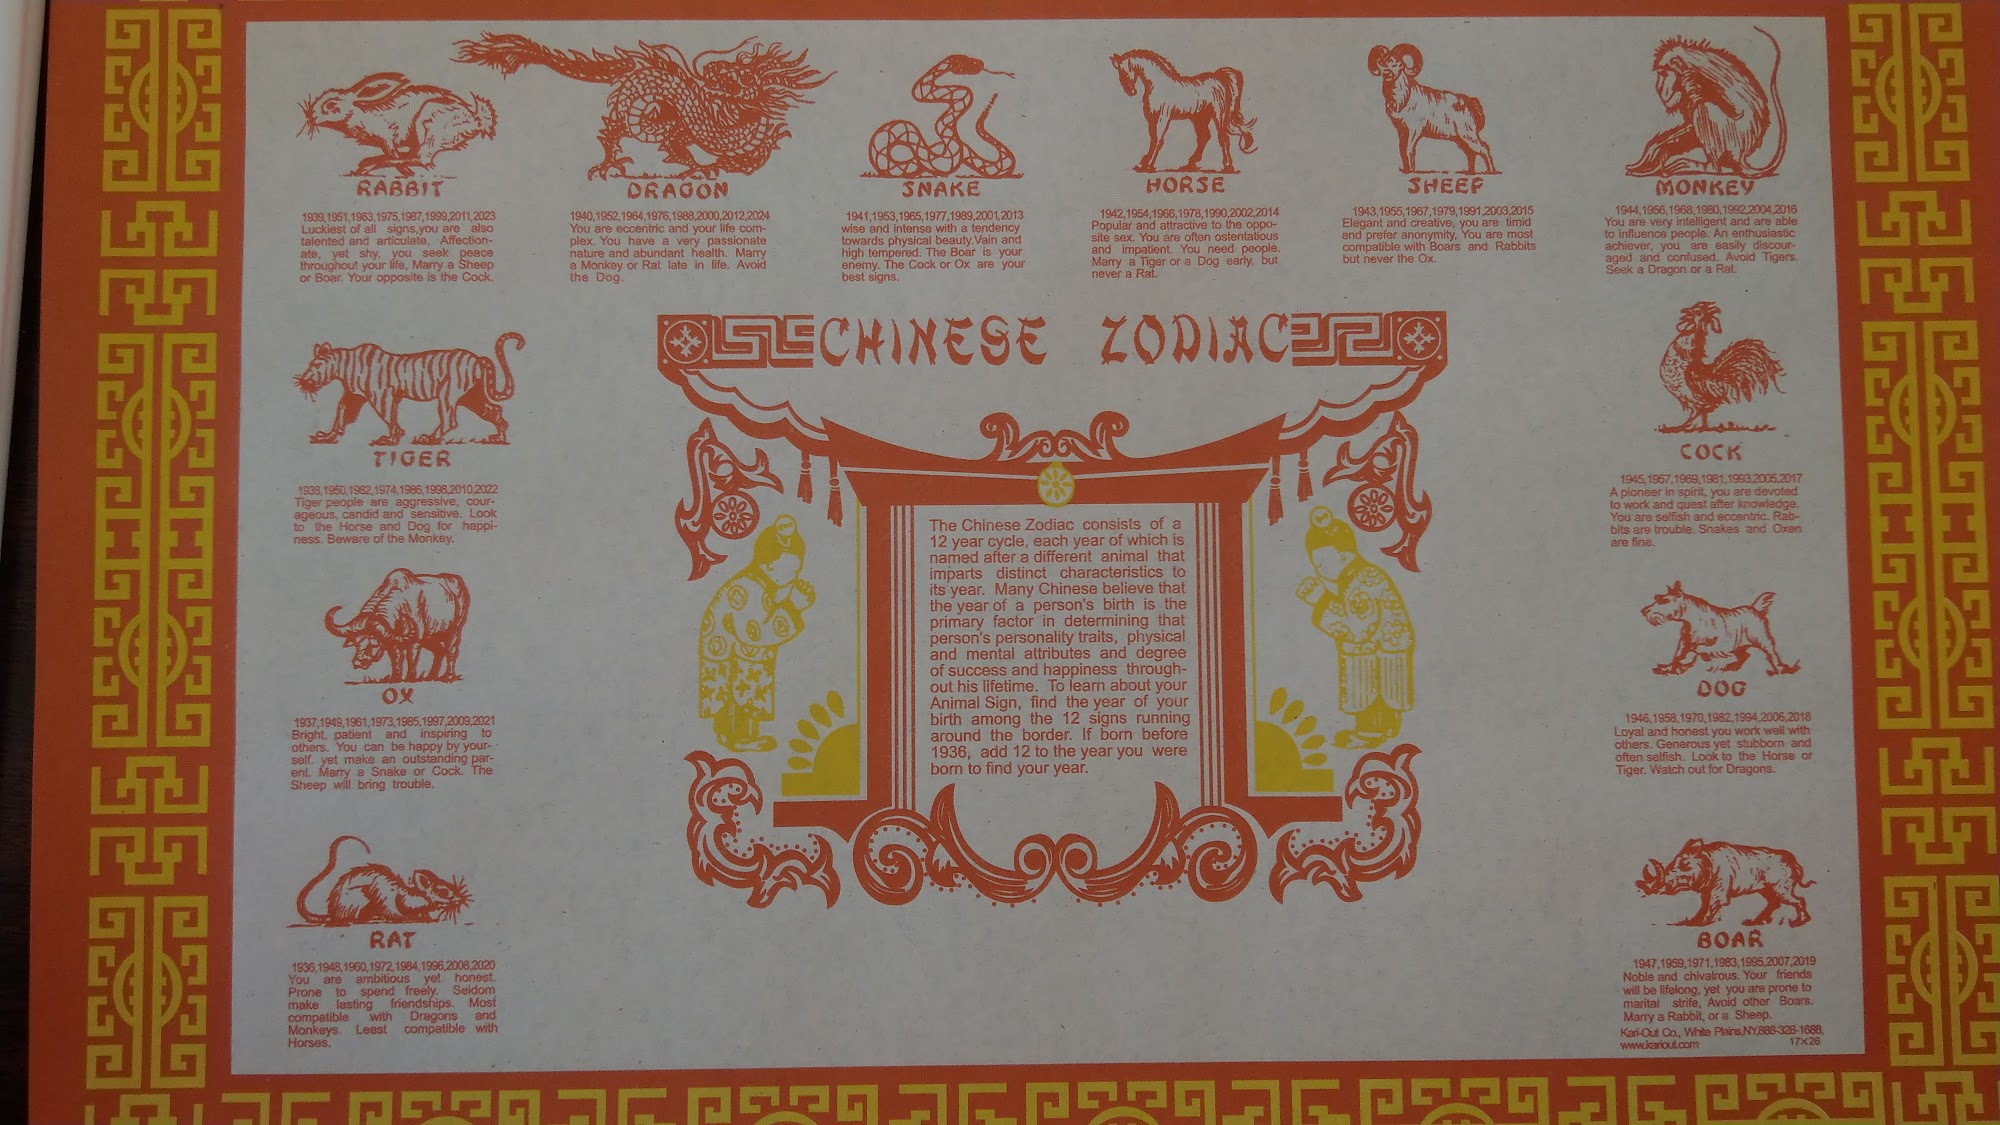 RABBIT
1939,1951,1963,1975,1987,1999,2011,2023
Luckiest of all signs,you are also
talented and articulate, Affection-
ate, yet shy, you seek peace
throughout your life, Marry a Sheep
or Boar. Your opposite is the Cock.
DRAGON
1940,1952,1964,1976,1988,2000,2012,2024
You are eccentric and your life com-
plex. You have a very passionate
nature and abundant health. Marry
a Monkey or Rat late in life. Avoid
the Dog.
SNAKE
1941,1953,1965,1977,1989,2001,2013
wise and intense with a tendency
towards physical beauty.Vain and
high tempered. The Boar is your
enemy. The Cock or Ox are your
best signs.
HORSE
1942,1954,1966,1978,1990,2002,2014
Popular and attractive to the oppo-
site sex. You are often ostentatious
and impatient. You need people.
Marry a Tiger or a Dog early, but
never a Rat.
SHEEP
1943,1955,1967,1979,1991,2003,2015
Elegant and creative, you are timid
and prefer anonymity, You are most
compatible with Boars and Rabbits
but never the Ox.
MONKEY
1944,1956,1968,1980,1992,2004,2016
You are very intelligent and are able
to influence people. An enthusiastic
achiever, you are easily discour-
aged and confused. Avoid Tigers.
Seek a Dragon or a Rat.
CHINESE ZODIAC
TIGER
1938,1950,1962,1974,1986,1998,2010,2022
Tiger people are aggressive, cour-
ageous, candid and sensitive. Look
to the Horse and Dog for happi-
ness. Beware of the Monkey.
COCK
1945,1957,1969,1981,1993,2005,2017
A pioneer in spirit, you are devoted
to work and quest after knowledge.
You are selfish and eccentric. Rab-
bits are trouble. Snakes and Oxen
are fine.
The Chinese Zodiac consists of a
12 year cycle, each year of which is
named after a different animal that
imparts distinct characteristics to
its year. Many Chinese believe that
the year of a person's birth is the
primary factor in determining that
person's personality traits, physical
and mental attributes and degree
of success and happiness through-
out his lifetime. To learn about your
Animal Sign, find the year of your
birth among the 12 signs running
around the border. If born before
1936, add 12 to the year you were
born to find your year.
OX
1937,1949,1961,1973,1985,1997,2009,2021
Bright, patient and inspiring to
others. You can be happy by your-
self. yet make an outstanding par-
ent. Marry a Snake or Cock. The
Sheep will bring trouble.
DOG
1946,1958,1970,1982,1994,2006,2018
Loyal and honest you work well with
others. Generous yet stubborn and
often selfish. Look to the Horse or
Tiger. Watch out for Dragons.
RAT
1936,1948,1960,1972,1984,1996,2008,2020
You are ambitious yet honest.
Prone to spend freely. Seldom
make lasting friendships. Most
compatible with Dragons and
Monkeys. Least compatible with
Horses.
BOAR
1947,1959,1971,1983,1995,2007,2019
Noble and chivalrous. Your friends
will be lifelong, yet you are prone to
marital strife, Avoid other Boars.
Marry a Rabbit, or a Sheep.
Kari-Out Co., White Plains,NY,888-328-1688,
www.kariout.com 17X26